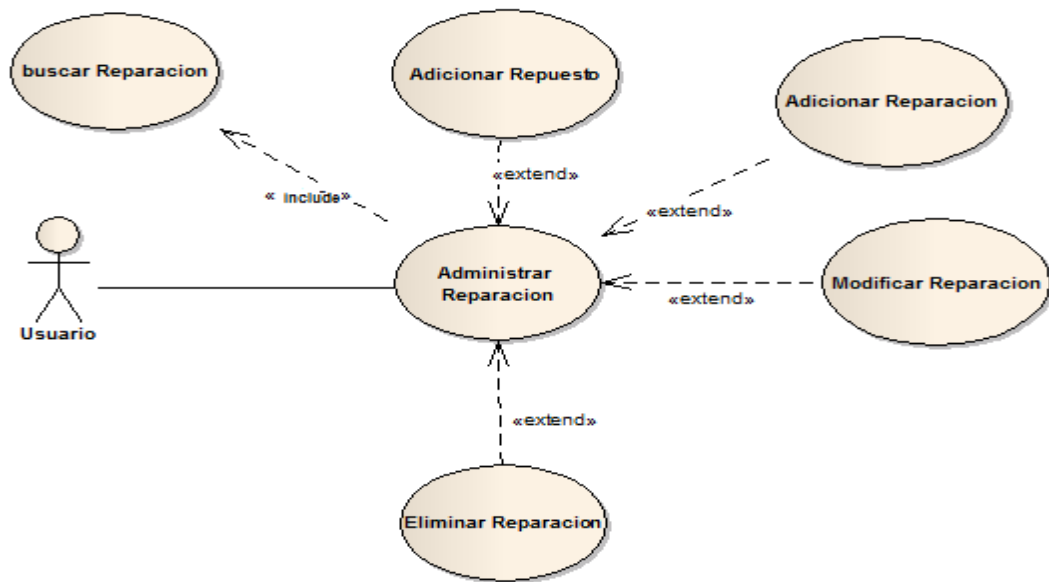 buscar Reparacion
Adicionar Repuesto
Adicionar Reparacion
«extend»
« include»
«extend»
Administrar
Reparacion
Modificar Reparacion
«extend»
Usuario
«extend»
Eliminar Reparacion